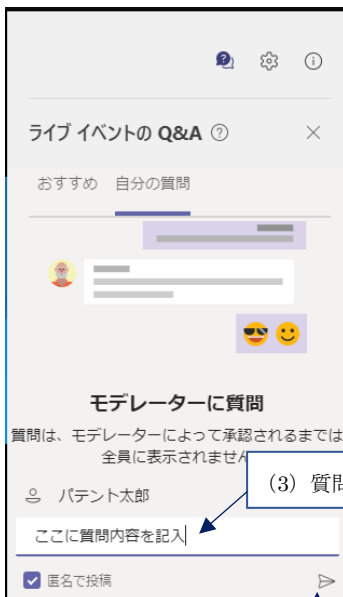 ライブ イベントの Q&A
おすすめ 自分の質問
モデレーターに質問
質問は、モデレーターによって承認されるまでは
全員に表示されません
(3) 質問
パテント太郎
ここに質問内容を記入
匿名で投稿